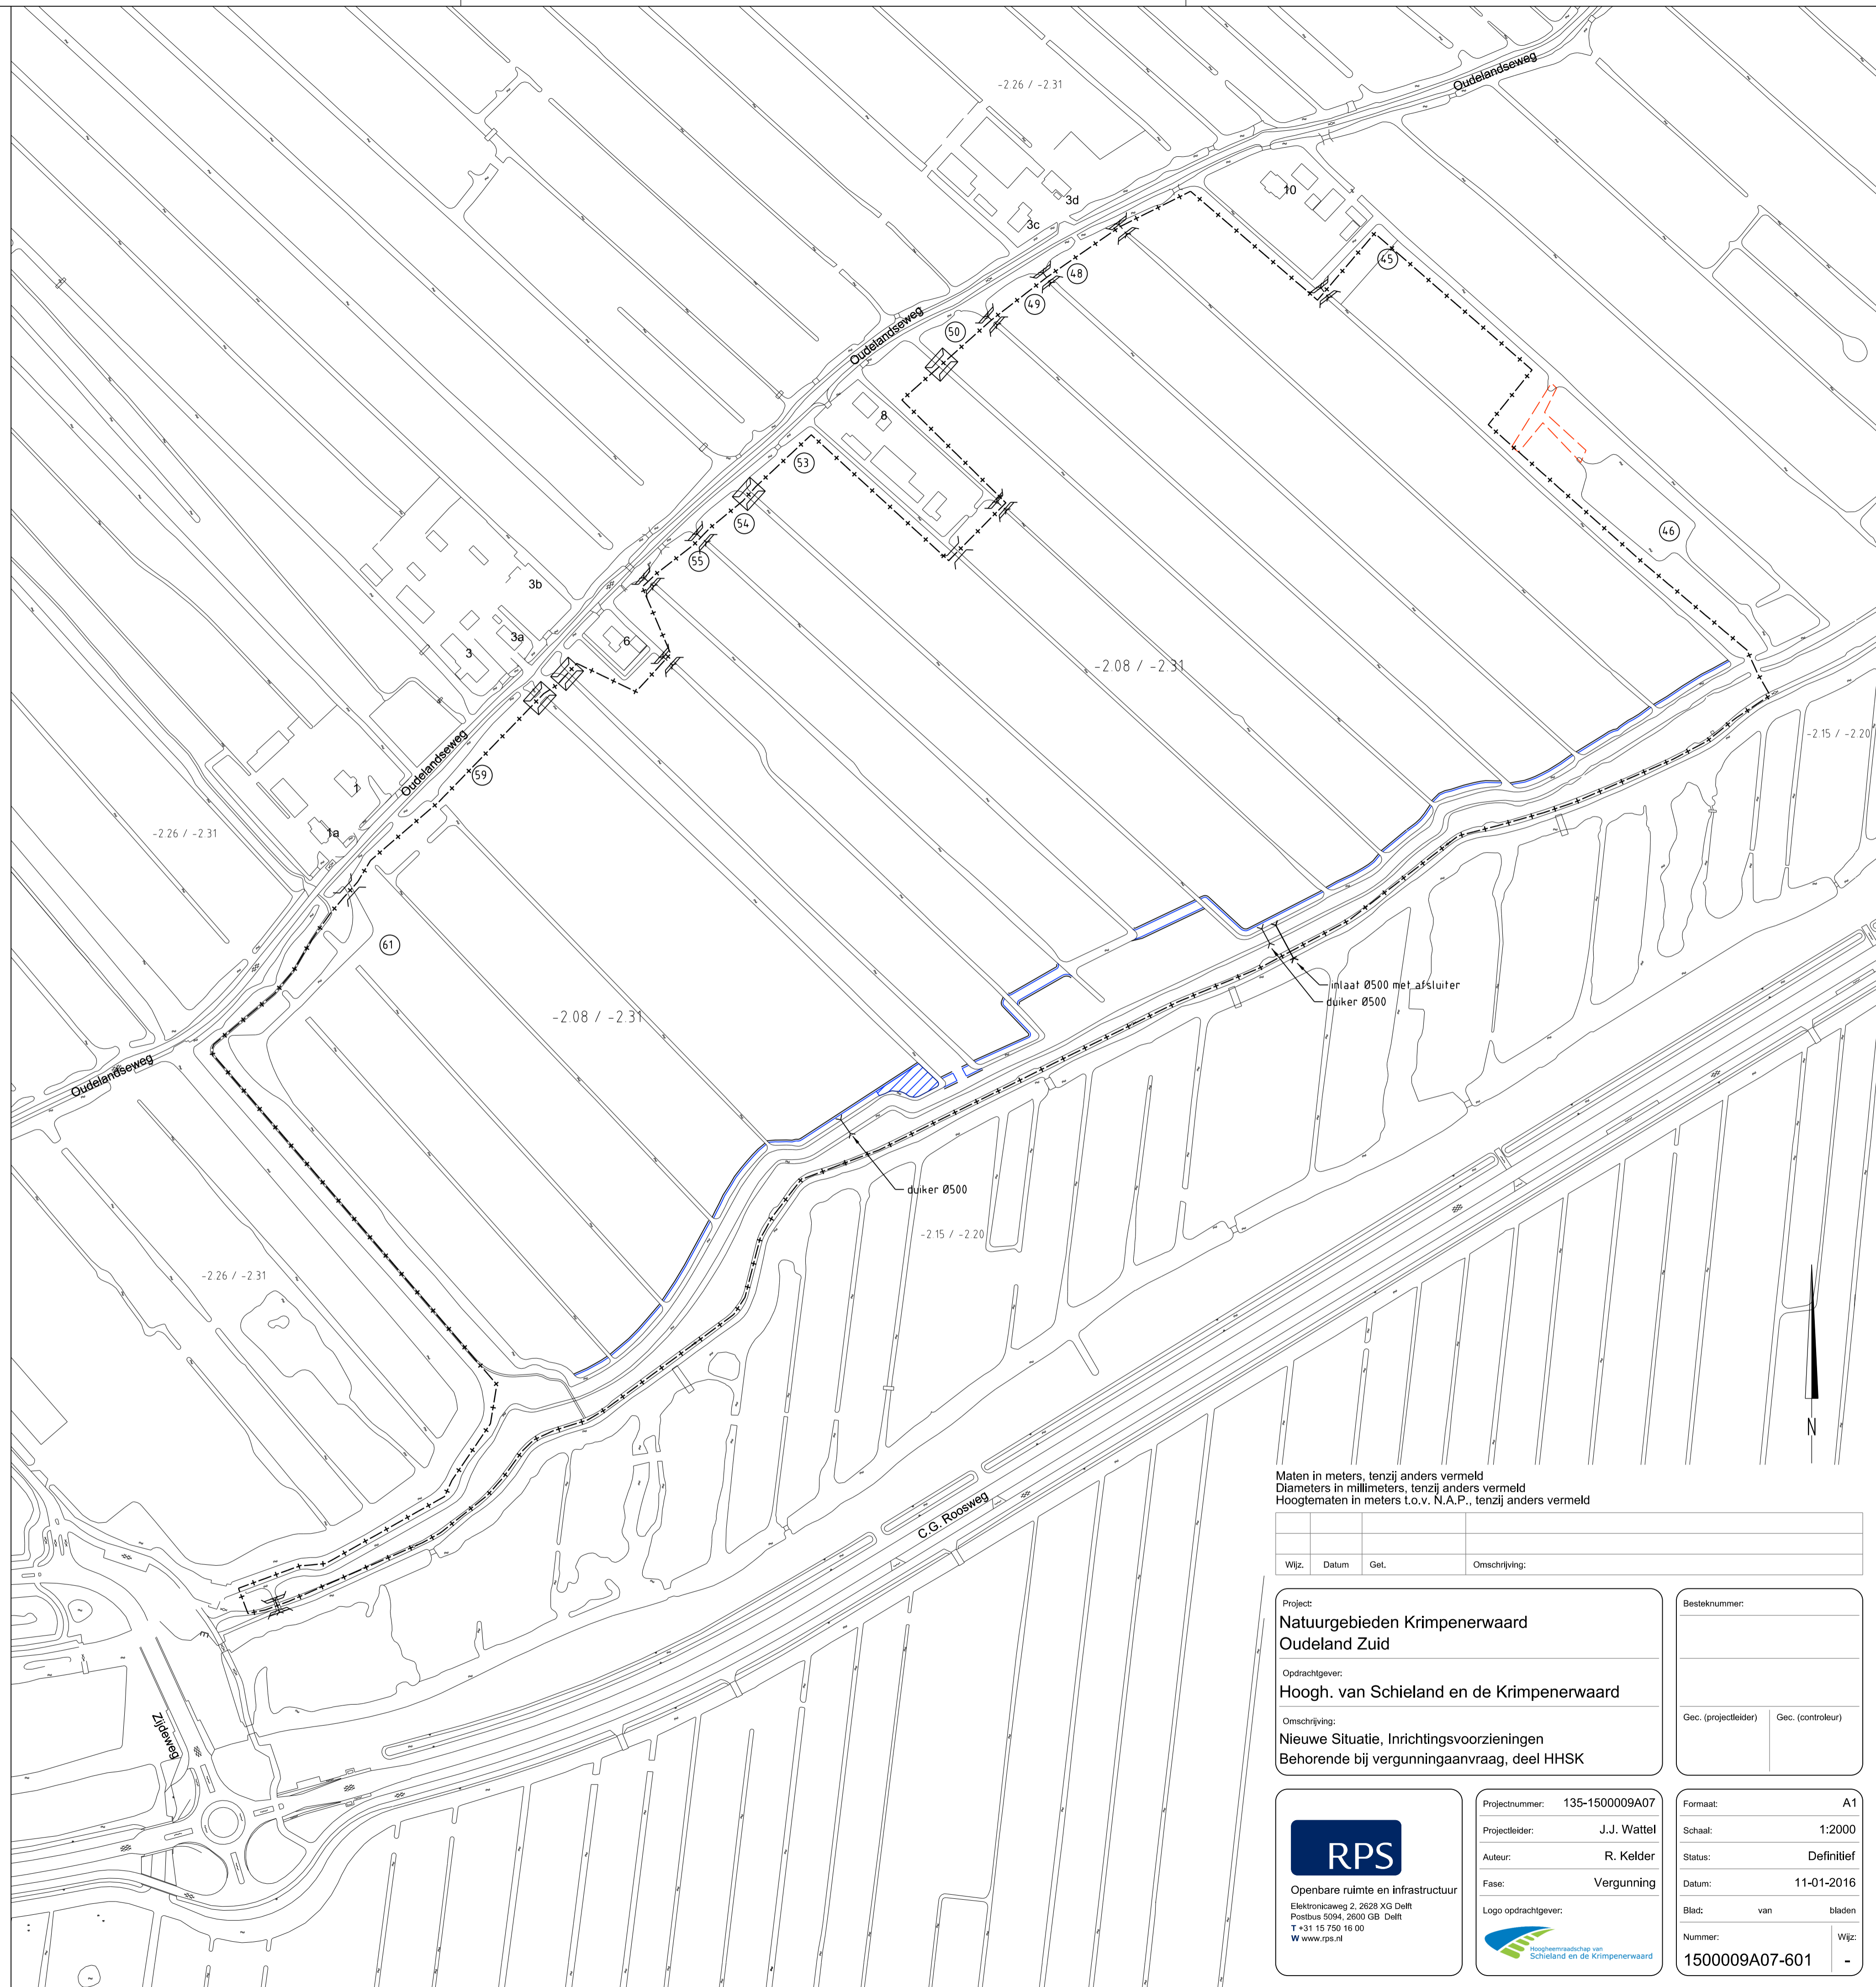 Oudelandseweg
-2.26 / -2.31
3d
3c
10
45
48
49
50
Oudelandseweg
8
53
54
46
55
3b
3a
3
6
-2.08 / -2.31
-2.15 / -2.20
Oudelandseweg
59
1
1a
-2.26 / -2.31
61
inlaat Ø500 met afsluiter
duiker Ø500
-2.08 / -2.31
Oudelandseweg
duiker Ø500
-2.15 / -2.20
-2.26 / -2.31
N
C.G. Roosweg
Zijdeweg
Maten in meters, tenzij anders vermeld
Diameters in millimeters, tenzij anders vermeld
Hoogtematen in meters t.o.v. N.A.P., tenzij anders vermeld
Wijz. Datum Get. Omschrijving:
Project:
Natuurgebieden Krimpenerwaard
Oudeland Zuid
Opdrachtgever:
Hoogh. van Schieland en de Krimpenerwaard
Omschrijving:
Nieuwe Situatie, Inrichtingsvoorzieningen
Behorende bij vergunningaanvraag, deel HHSK
Besteknummer:
Gec. (projectleider) Gec. (controleur)
RPS
Openbare ruimte en infrastructuur
Elektronicaweg 2, 2628 XG Delft
Postbus 5094, 2600 GB Delft
T +31 15 750 16 00
W www.rps.nl
Projectnummer: 135-1500009A07
Projectleider: J.J. Wattel
Auteur: R. Kelder
Fase: Vergunning
Logo opdrachtgever:
Hoogheemraadschap van
Schieland en de Krimpenerwaard
Formaat: A1
Schaal: 1:2000
Status: Definitief
Datum: 11-01-2016
Blad: van bladen
Nummer: Wijz:
1500009A07-601 -